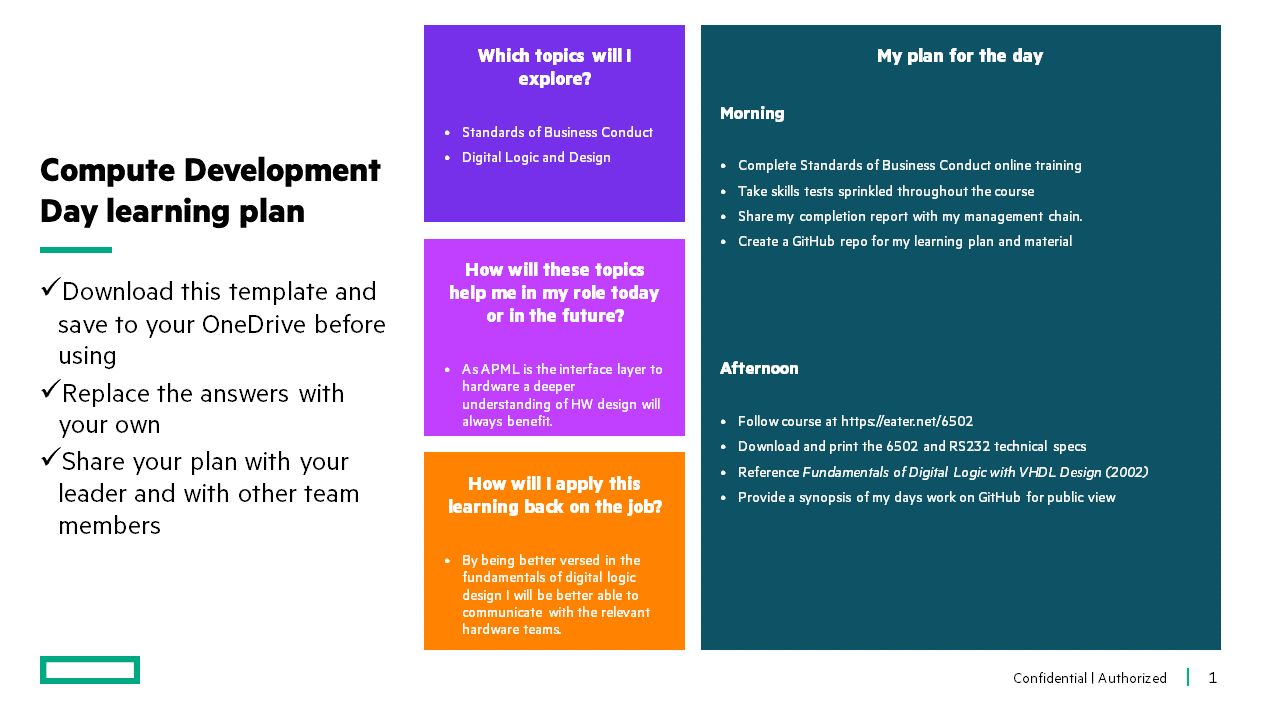 Compute Development
Day learning plan
✓Download this template and
save to your OneDrive before
using
✓Replace the answers with
your own
✓Share your plan with your
leader and with other team
members
Which topics will I
explore?
• Standards of Business Conduct
• Digital Logic and Design
How will these topics
help me in my role today
or in the future?
• As APML is the interface layer to
hardware a deeper
understanding of HW design will
always benefit.
How will I apply this
learning back on the job?
• By being better versed in the
fundamentals of digital logic
design I will be better able to
communicate with the relevant
hardware teams.
My plan for the day
Morning
• Complete Standards of Business Conduct online training
• Take skills tests sprinkled throughout the course
• Share my completion report with my management chain.
• Create a GitHub repo for my learning plan and material
Afternoon
• Follow course at https://eater.net/6502
• Download and print the 6502 and RS232 technical specs
• Reference Fundamentals of Digital Logic with VHDL Design (2002)
• Provide a synopsis of my days work on GitHub for public view
Confidential | Authorized
1